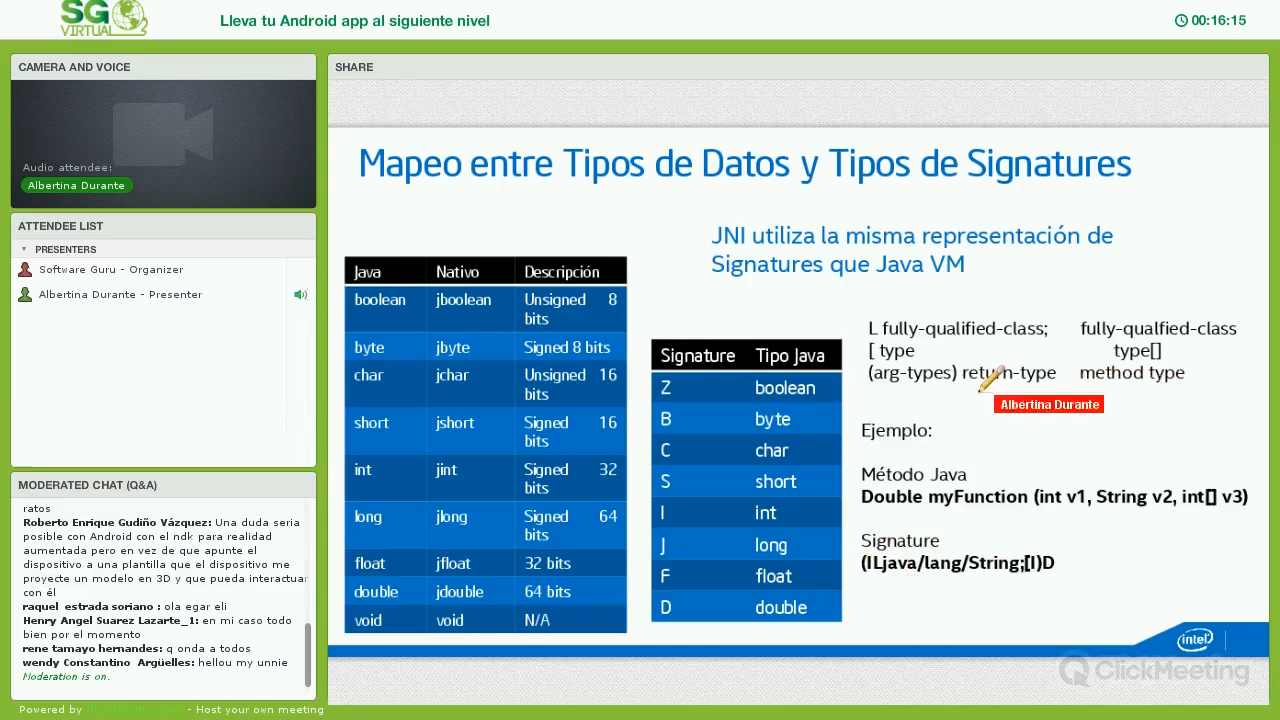 SG
VIRTUAL
Lleva tu Android app al siguiente nivel
00:16:15
CAMERA AND VOICE
Audio attendee:
Albertina Durante
ATTENDEE LIST
PRESENTERS
Software Guru - Organizer
Albertina Durante - Presenter
MODERATED CHAT (Q&A)
ratos
Roberto Enrique Gudiño Vázquez: Una duda seria
posible con Android con el ndk para realidad
aumentada pero en vez de que apunte el
dispositivo a una plantilla que el dispositivo me
proyecte un modelo en 3D y que pueda interactuar
con él
raquel estrada soriano : ola egar eli
Henry Angel Suarez Lazarte_1: en mi caso todo
bien por el momento
rene tamayo hernandes: q onda a todos
wendy Constantino Argüelles: hellou my unnie
Moderation is on.
Powered by - Host your own meeting
SHARE
Mapeo entre Tipos de Datos y Tipos de Signatures
JNI utiliza la misma representación de
Signatures que Java VM
Java Nativo Descripción
boolean jboolean Unsigned 8
bits
byte jbyte Signed 8 bits
char jchar Unsigned 16
bits
short jshort Signed 16
bits
int jint Signed 32
bits
long jlong Signed 64
bits
float jfloat 32 bits
double jdouble 64 bits
void void N/A
Signature Tipo Java
Z boolean
B byte
C char
S short
I int
J long
F float
D double
L fully-qualified-class; fully-qualfied-class
[ type type[]
(arg-types) return-type method type
Albertina Durante
Ejemplo:
Método Java
Double myFunction (int v1, String v2, int[] v3)
Signature
(ILjava/lang/String;[I)D
intel
ClickMeeting